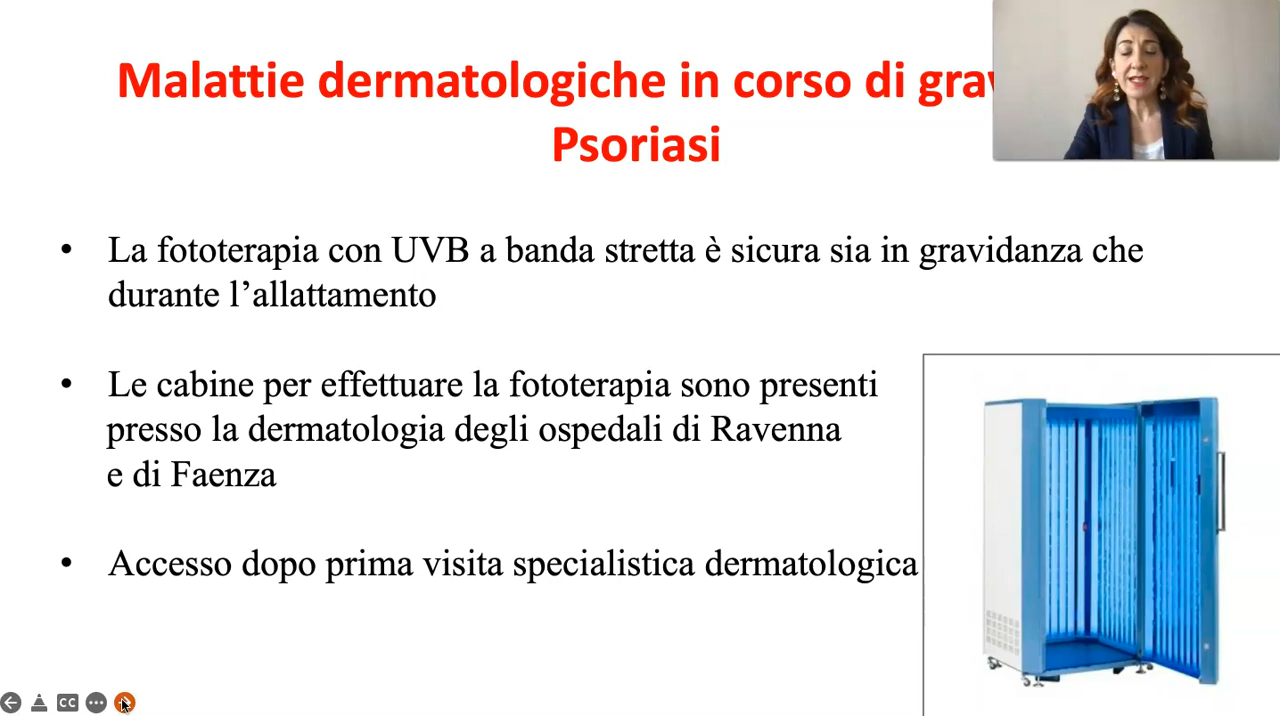 Malattie dermatologiche in corso di
Psoriasi
• La fototerapia con UVB a banda stretta è sicura sia in gravidanza che
durante l’allattamento
• Le cabine per effettuare la fototerapia sono presenti
presso la dermatologia degli ospedali di Ravenna
e di Faenza
• Accesso dopo prima visita specialistica dermatologica
CC